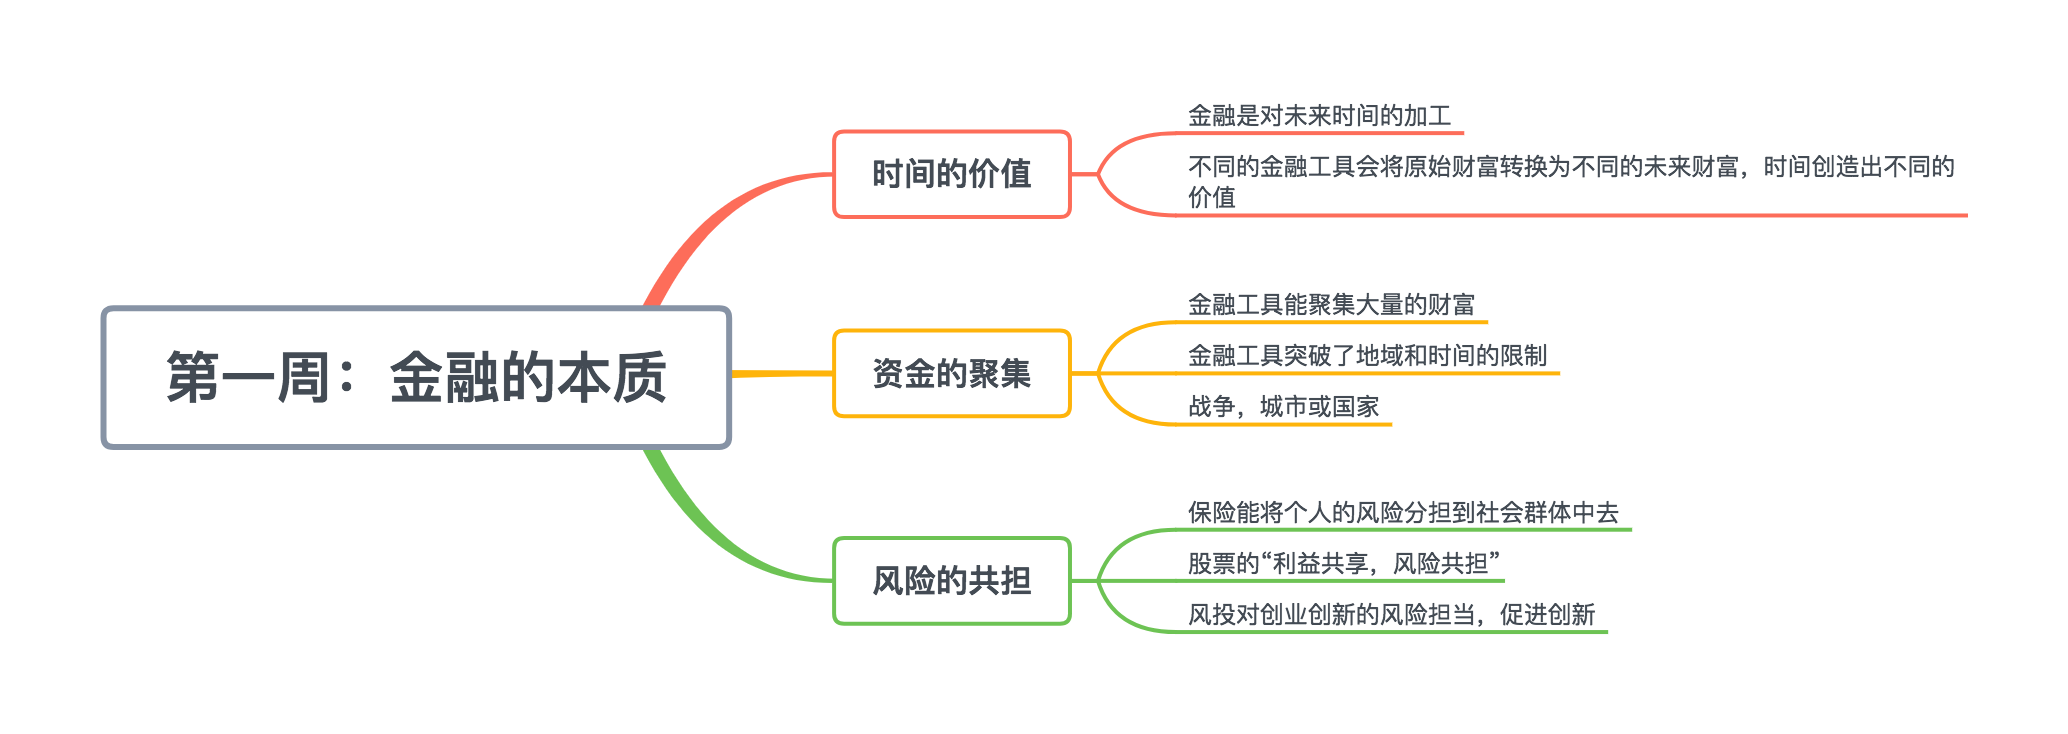 第一周：金融的本质
时间的价值
金融是对未来时间的加工
不同的金融工具会将原始财富转换为不同的未来财富，时间创造出不同的
价值
资金的聚集
金融工具能聚集大量的财富
金融工具突破了地域和时间的限制
战争，城市或国家
风险的共担
保险能将个人的风险分担到社会群体中去
股票的“利益共享，风险共担”
风投对创业创新的风险担当，促进创新